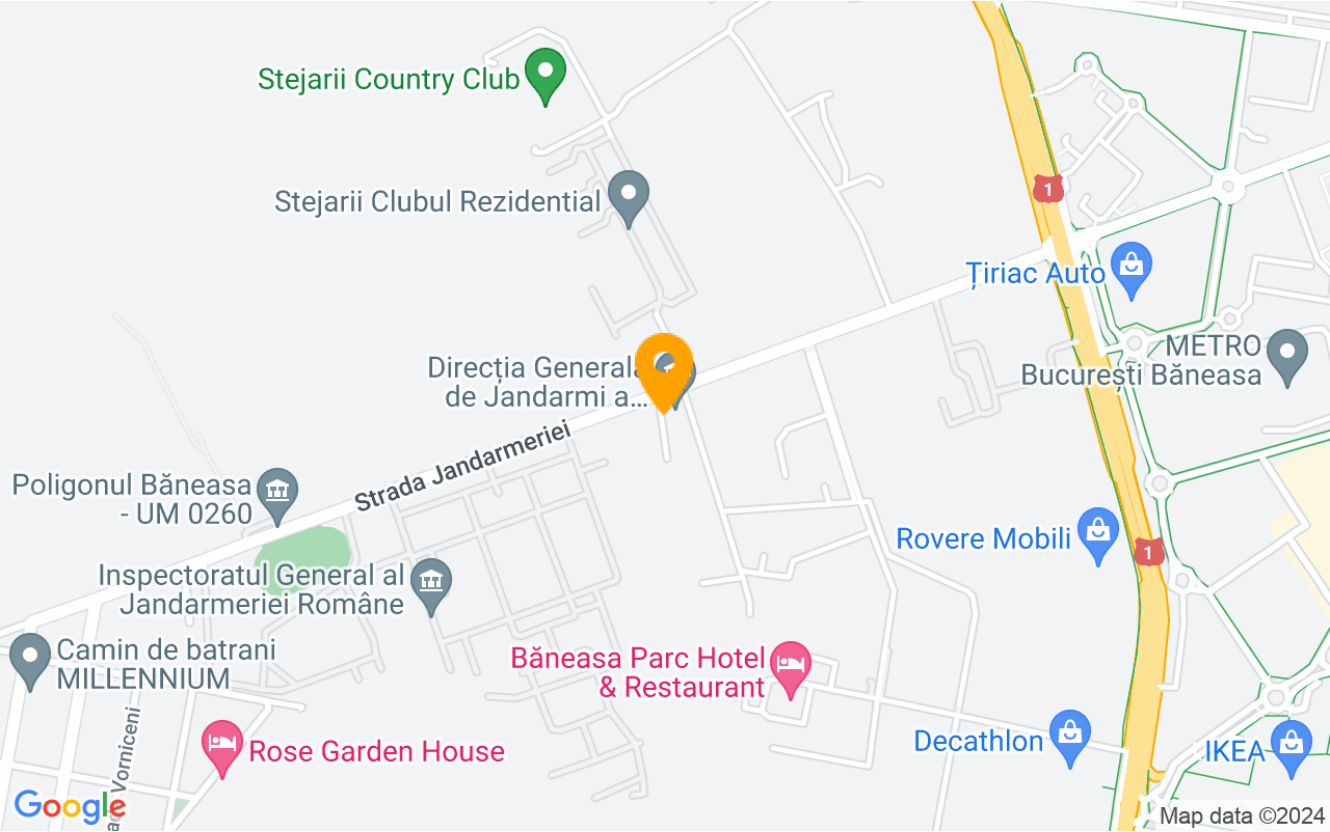 Stejarii Country Club
Stejarii Clubul Rezidential
1
Țiriac Auto
METRO
București Băneasa
Direcția Generală
de Jandarmi a...
Strada Jandarmeriei
Poligonul Băneasa
- UM 0260
Rovere Mobili
1
Inspectoratul General al
Jandarmeriei Române
Camin de batrani
MILLENNIUM
Băneasa Parc Hotel
& Restaurant
Vorniceni
Rose Garden House
Decathlon
IKEA
Google
Map data ©2024